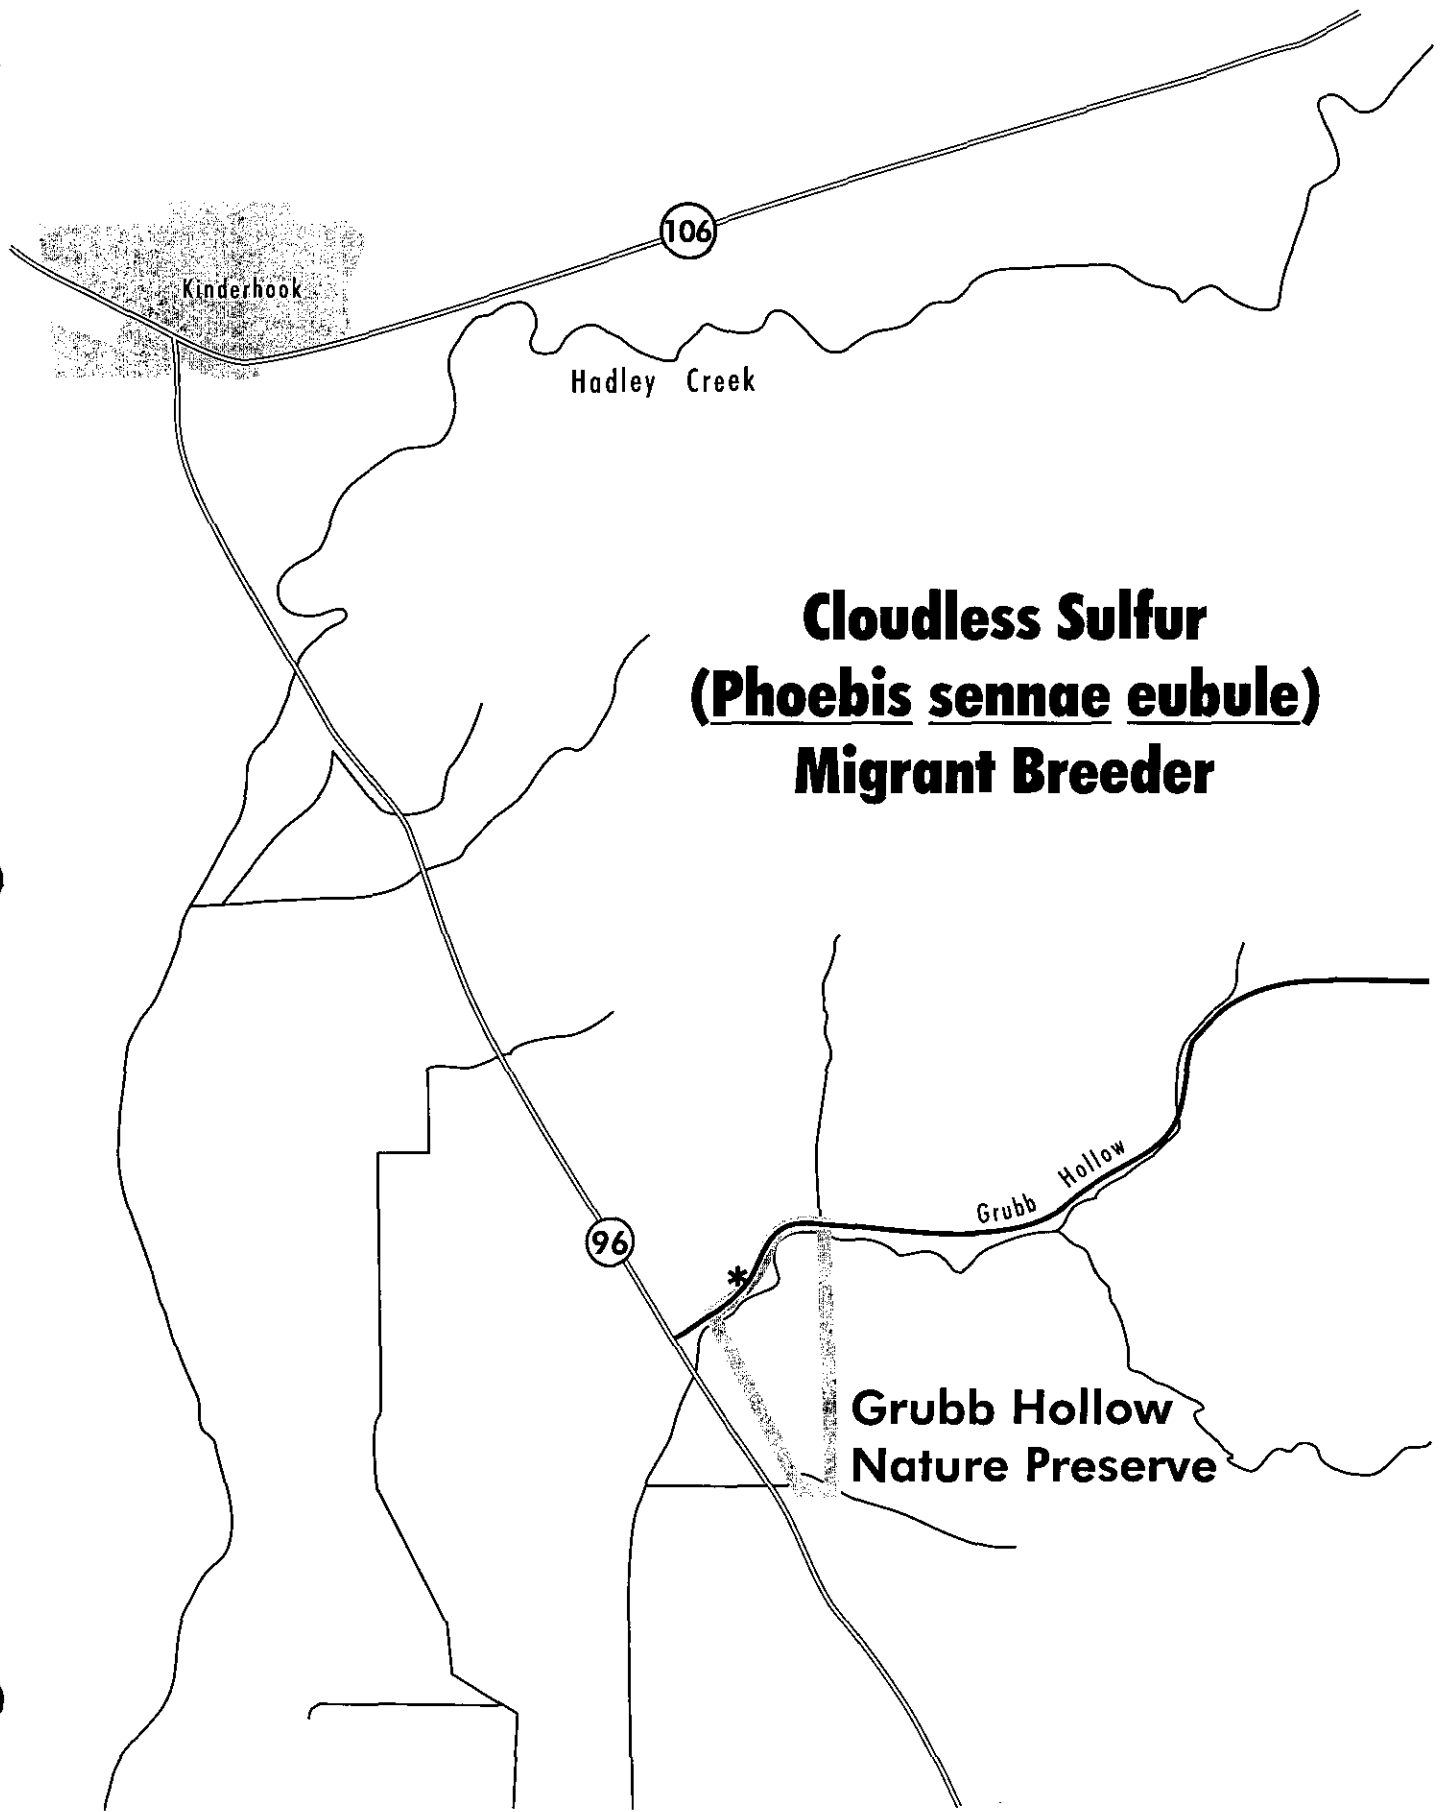 106
Kinderhook
Hadley Creek
Cloudless Sulfur
(Phoebis sennae eubule)
Migrant Breeder
Grubb Hollow
96
*
Grubb Hollow
Nature Preserve